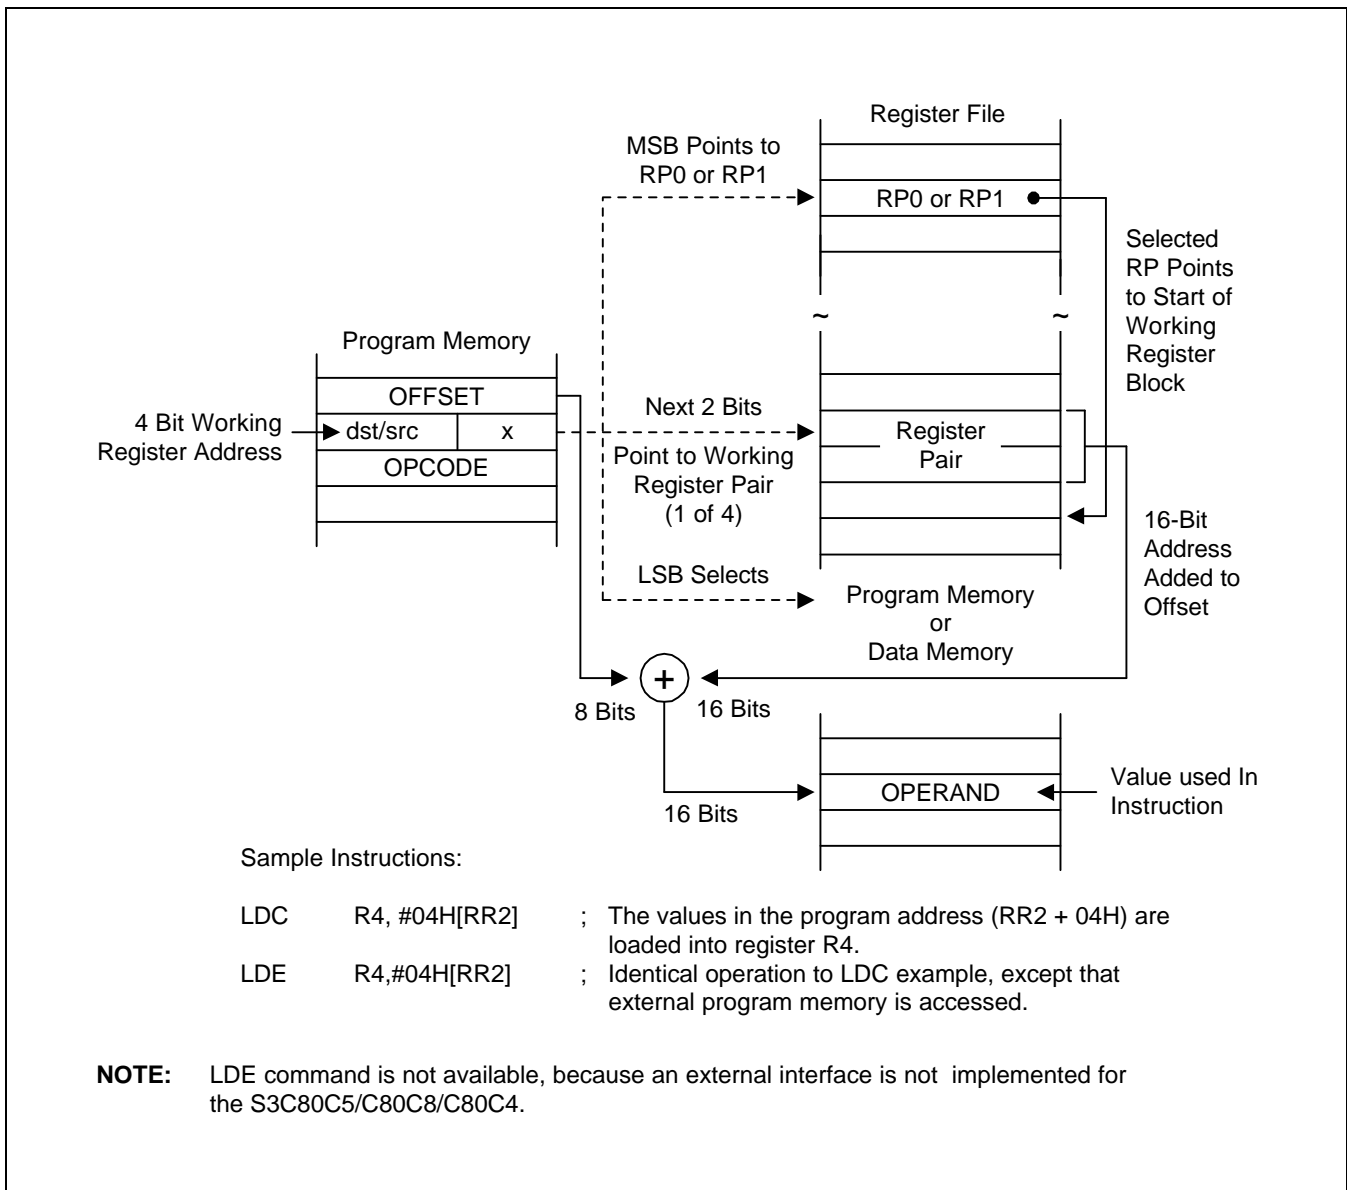 Register File
MSB Points to
RP0 or RP1
RP0 or RP1
Selected
RP Points
to Start of
Working
Register
Block
~
~
Program Memory
OFFSET
4 Bit Working
Register Address
dst/src
x
OPCODE
Next 2 Bits
Point to Working
Register Pair
(1 of 4)
Register
Pair
16-Bit
Address
Added to
Offset
LSB Selects
Program Memory
or
Data Memory
+
8 Bits
16 Bits
16 Bits
OPERAND
Value used In
Instruction
Sample Instructions:
LDC R4, #04H[RR2] ; The values in the program address (RR2 + 04H) are
loaded into register R4.
LDE R4,#04H[RR2] ; Identical operation to LDC example, except that
external program memory is accessed.
NOTE: LDE command is not available, because an external interface is not implemented for
the S3C80C5/C80C8/C80C4.